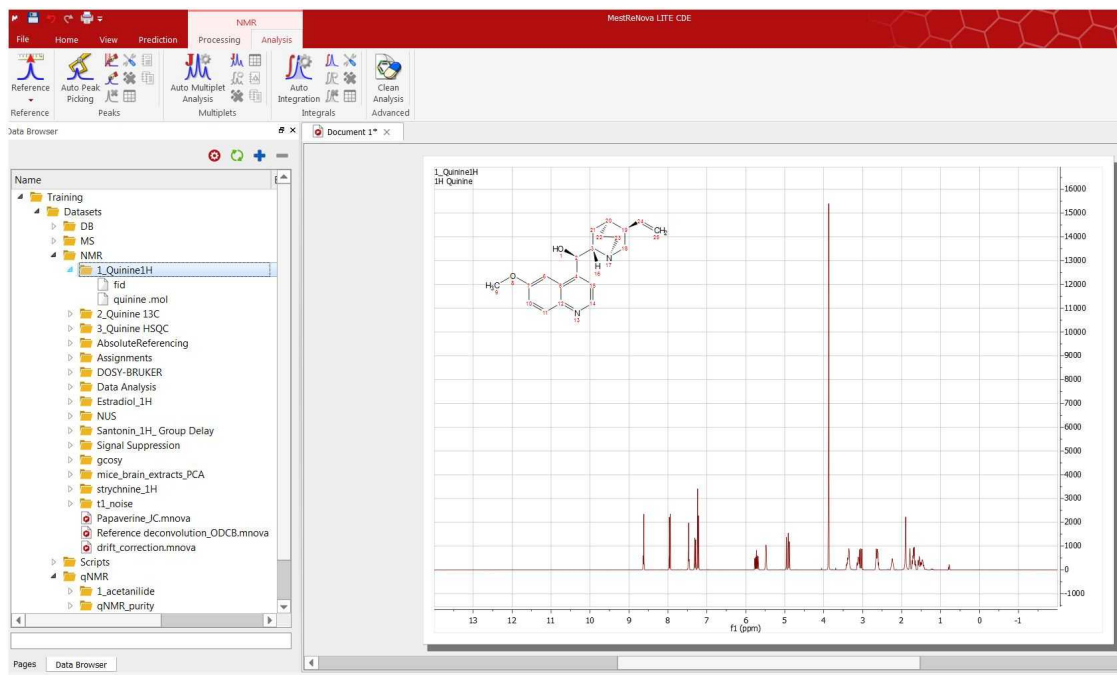 MestReNova LITE CDE
NMR
File Home View Prediction Processing Analysis
Reference
Auto Peak Picking
Auto Multiplet Analysis
Auto Integration
Clean Analysis
Reference Peaks Multiplets Integrals Advanced
Data Browser
Document 1*
Name
Training
Datasets
DB
MS
NMR
1_Quinine1H
fid
quinine .mol
2_Quinine 13C
3_Quinine HSQC
AbsoluteReferencing
Assignments
DOSY-BRUKER
Data Analysis
Estradiol_1H
NUS
Santonin_1H_ Group Delay
Signal Suppression
gcosy
mice_brain_extracts_PCA
strychnine_1H
t1_noise
Papaverine_JC.mnova
Reference deconvolution_ODCB.mnova
drift_correction.mnova
Scripts
qNMR
1_acetanilide
qNMR_purity
Pages Data Browser
1_Quinine1H
1H Quinine
HO
H
N
CH₂
H₃C
O
N
16000
15000
14000
13000
12000
11000
10000
9000
8000
7000
6000
5000
4000
3000
2000
1000
0
-1000
13 12 11 10 9 8 7 6 5 4 3 2 1 0 -1
f1 (ppm)